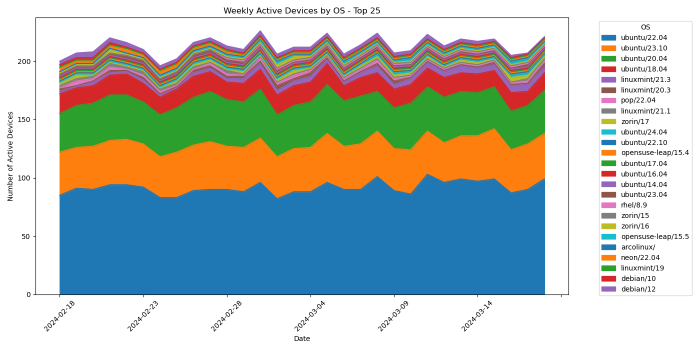 Weekly Active Devices by OS - Top 25
Number of Active Devices
200
150
100
50
0
2024-02-18
2024-02-23
2024-02-28
2024-03-04
2024-03-09
2024-03-14
Date
OS
ubuntu/22.04
ubuntu/23.10
ubuntu/20.04
ubuntu/18.04
linuxmint/21.3
linuxmint/20.3
pop/22.04
linuxmint/21.1
zorin/17
ubuntu/24.04
ubuntu/22.10
opensuse-leap/15.4
ubuntu/17.04
ubuntu/16.04
ubuntu/14.04
ubuntu/23.04
rhel/8.9
zorin/15
zorin/16
opensuse-leap/15.5
arcolinux/
neon/22.04
linuxmint/19
debian/10
debian/12